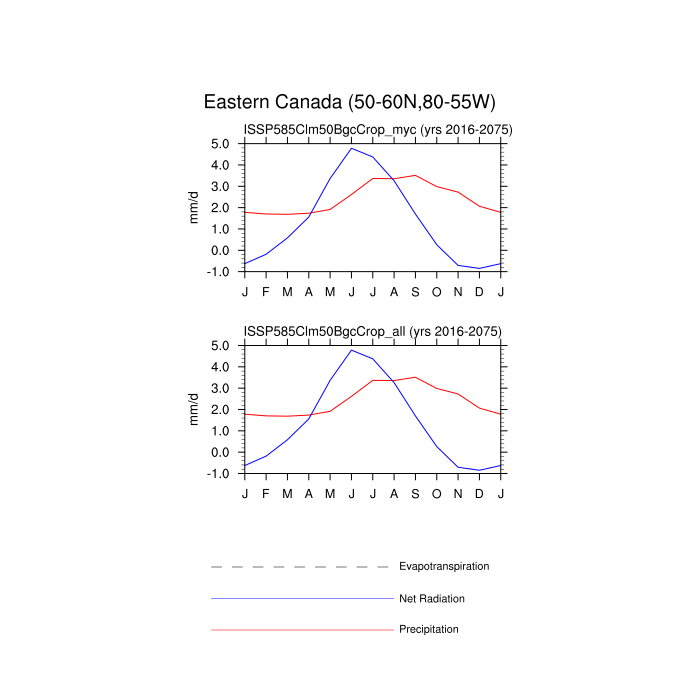 Eastern Canada (50-60N,80-55W)
ISSP585Clm50BgcCrop_myc (yrs 2016-2075)
5.0
4.0
3.0
2.0
1.0
0.0
-1.0
mm/d
J F M A M J J A S O N D J
ISSP585Clm50BgcCrop_all (yrs 2016-2075)
5.0
4.0
3.0
2.0
1.0
0.0
-1.0
mm/d
J F M A M J J A S O N D J
Evapotranspiration
Net Radiation
Precipitation